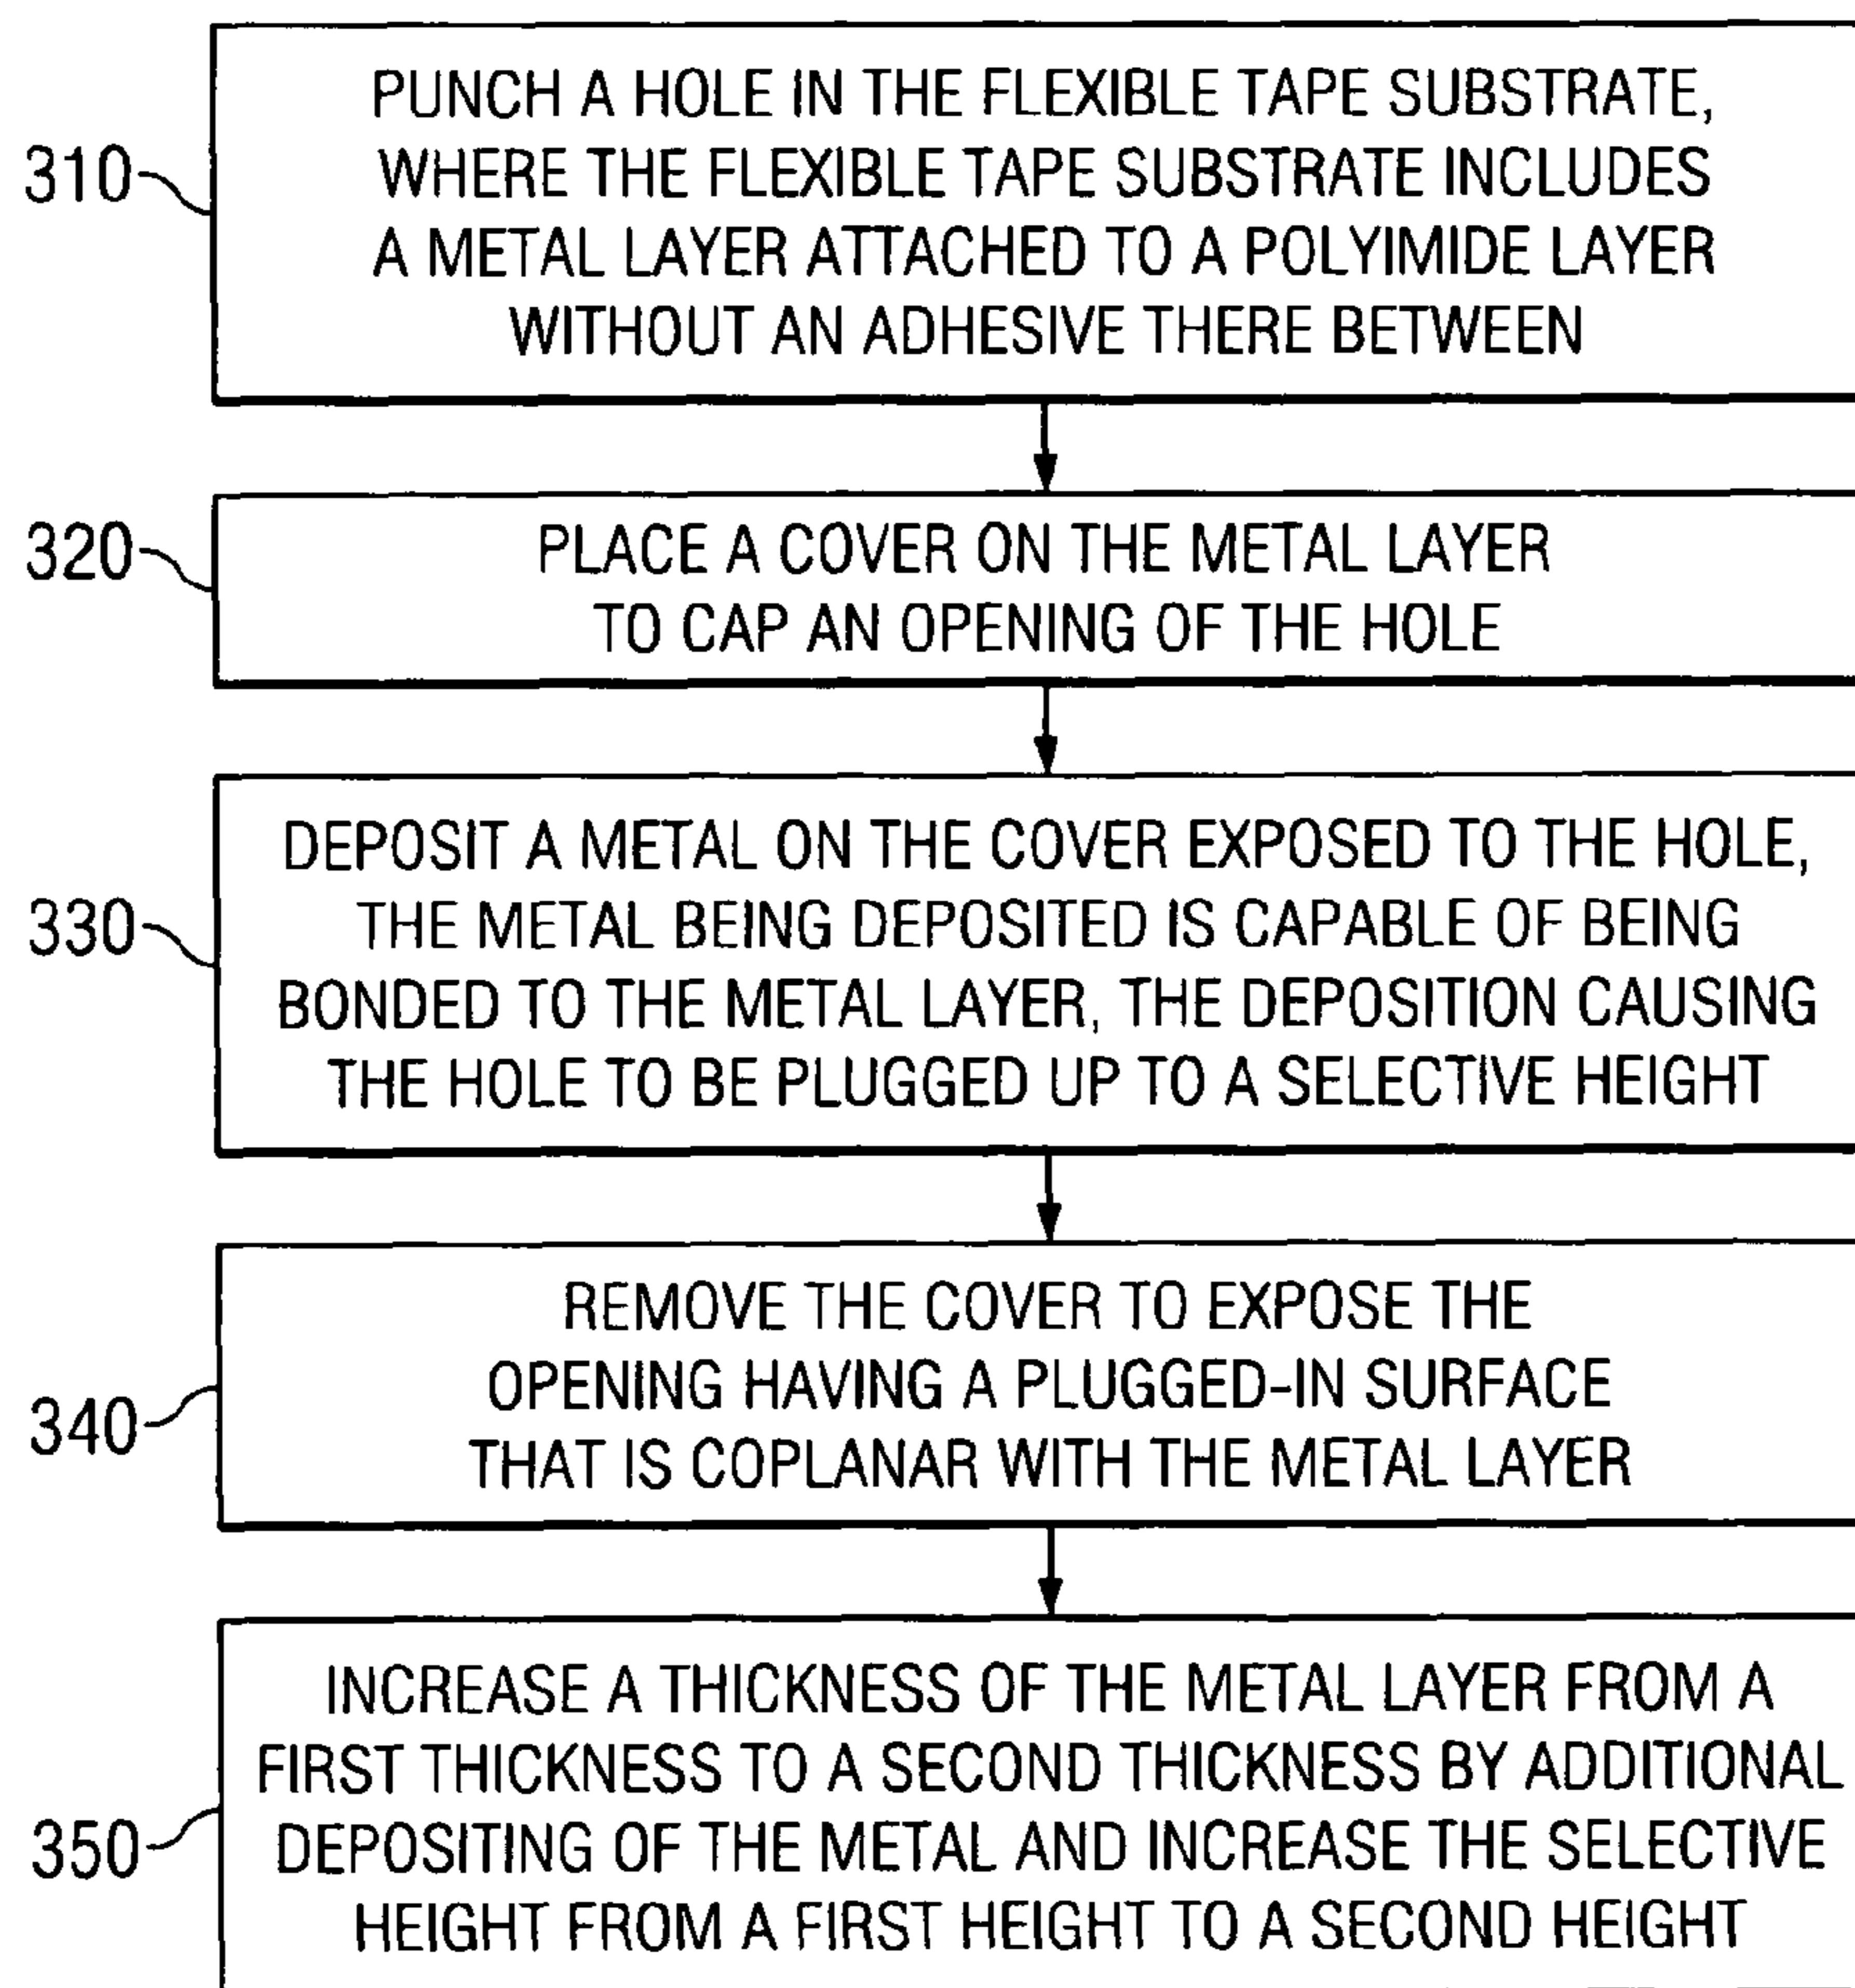 310
PUNCH A HOLE IN THE FLEXIBLE TAPE SUBSTRATE,
WHERE THE FLEXIBLE TAPE SUBSTRATE INCLUDES
A METAL LAYER ATTACHED TO A POLYIMIDE LAYER
WITHOUT AN ADHESIVE THERE BETWEEN
320
PLACE A COVER ON THE METAL LAYER
TO CAP AN OPENING OF THE HOLE
330
DEPOSIT A METAL ON THE COVER EXPOSED TO THE HOLE,
THE METAL BEING DEPOSITED IS CAPABLE OF BEING
BONDED TO THE METAL LAYER, THE DEPOSITION CAUSING
THE HOLE TO BE PLUGGED UP TO A SELECTIVE HEIGHT
340
REMOVE THE COVER TO EXPOSE THE
OPENING HAVING A PLUGGED-IN SURFACE
THAT IS COPLANAR WITH THE METAL LAYER
350
INCREASE A THICKNESS OF THE METAL LAYER FROM A
FIRST THICKNESS TO A SECOND THICKNESS BY ADDITIONAL
DEPOSITING OF THE METAL AND INCREASE THE SELECTIVE
HEIGHT FROM A FIRST HEIGHT TO A SECOND HEIGHT